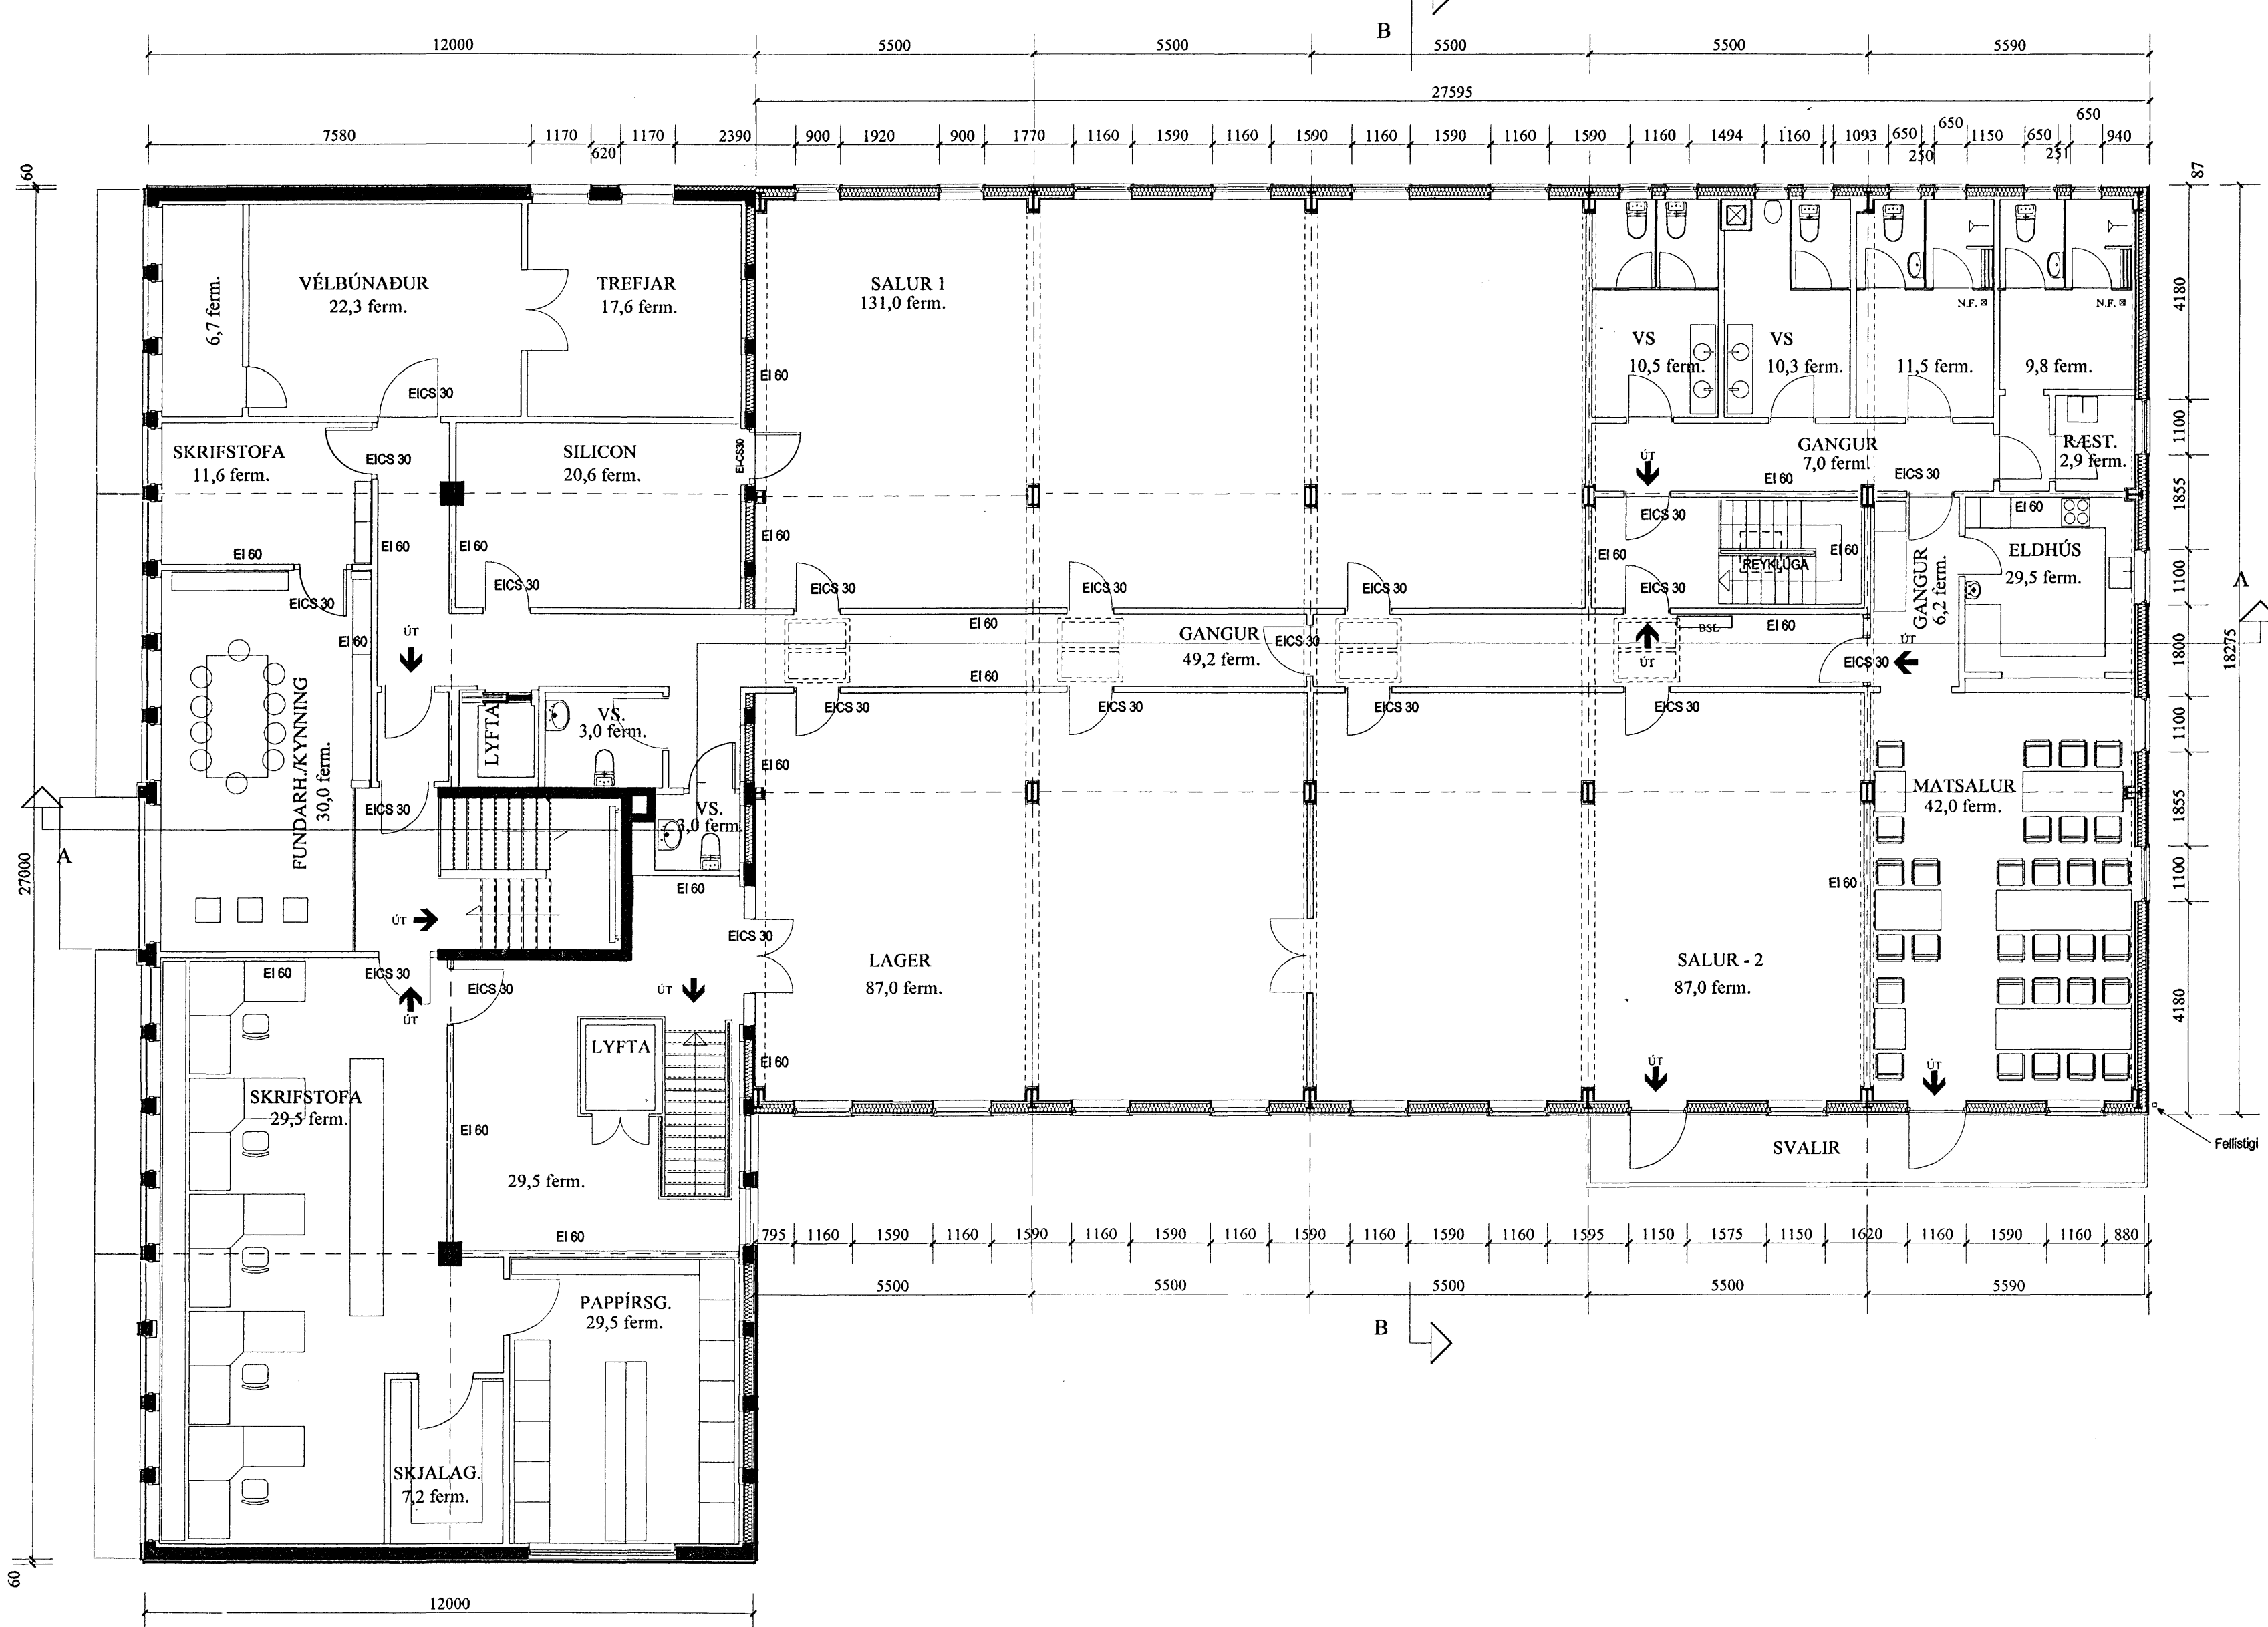 B
12000
5500
5500
5500
5500
5590
27595
650
650
7580
1170
1170
2390
900
1920
900
1770
1160
1590
1160
1590
1160
1590
1160
1590
1160
1494
1160
1093
650
1150
650
940
620
250
251
60
87
VÉLBÚNAÐUR
22,3 ferm.
6,7 ferm.
TREFJAR
17,6 ferm.
SALUR 1
131,0 ferm.
N.F.
N.F.
4180
VS
10,5 ferm.
VS
10,3 ferm.
11,5 ferm.
9,8 ferm.
EI 60
EICS 30
SKRIFSTOFA
11,6 ferm.
EICS 30
SILICON
20,6 ferm.
EI-CS30
GANGUR
7,0 ferm.
RÆST.
2,9 ferm.
1100
ÚT
EI 60
EICS 30
1855
EICS 30
EI 60
EI 60
EI 60
EI 60
EI 60
EI 60
EI 60
REYKLÚGA
ELDHÚS
29,5 ferm.
GANGUR
6,2 ferm.
1100
A
EICS 30
EICS 30
EICS 30
EICS 30
EICS 30
EICS 30
EI 60
ÚT
EI 60
GANGUR
49,2 ferm.
EICS 30
BSL
EI 60
ÚT
EICS 30
ÚT
1800
18275
EI 60
FUNDARH./KYNNING
30,0 ferm.
LYFTA
VS.
3,0 ferm.
EICS 30
EICS 30
EICS 30
EICS 30
1100
EI 60
MATSALUR
42,0 ferm.
EICS 30
VS.
3,0 ferm.
1855
A
27000
EI 60
EI 60
1100
ÚT
EICS 30
EI 60
EICS 30
EICS 30
ÚT
LAGER
87,0 ferm.
SALUR - 2
87,0 ferm.
4180
ÚT
LYFTA
EI 60
ÚT
ÚT
SKRIFSTOFA
29,5 ferm.
EI 60
SVALIR
Fellistigi
29,5 ferm.
EI 60
795
1160
1590
1160
1590
1160
1590
1160
1590
1160
1590
1160
1595
1150
1575
1150
1620
1160
1590
1160
880
5500
5500
5500
5500
5590
PAPPÍRSG.
29,5 ferm.
B
SKJALAG.
7,2 ferm.
60
12000